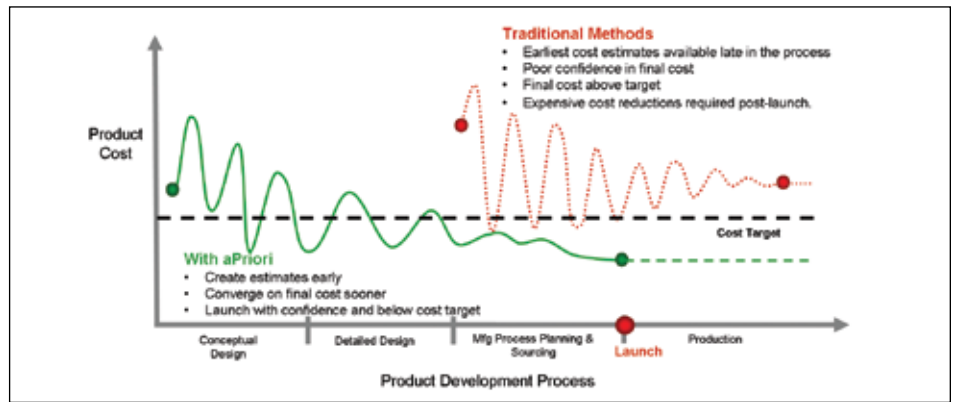 Traditional Methods
• Earliest cost estimates available late in the process
• Poor confidence in final cost
• Final cost above target
• Expensive cost reductions required post-launch.
Product
Cost
Cost Target
With aPriori
• Create estimates early
• Converge on final cost sooner
• Launch with confidence and below cost target
Conceptual
Design
Detailed Design
Mfg Process Planning &
Sourcing
Launch
Production
Product Development Process